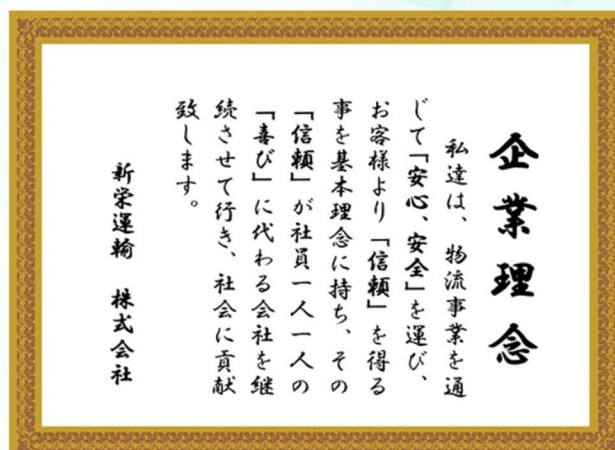 企業理念
私達は、物流事業を通
じて「安心、安全」を運び、
お客様より「信頼」を得る
事を基本理念に持ち、その
「信頼」が社員一人一人の
「喜び」に代わる会社を継
続させて行き、社会に貢献
致します。
新栄運輸 株式会社